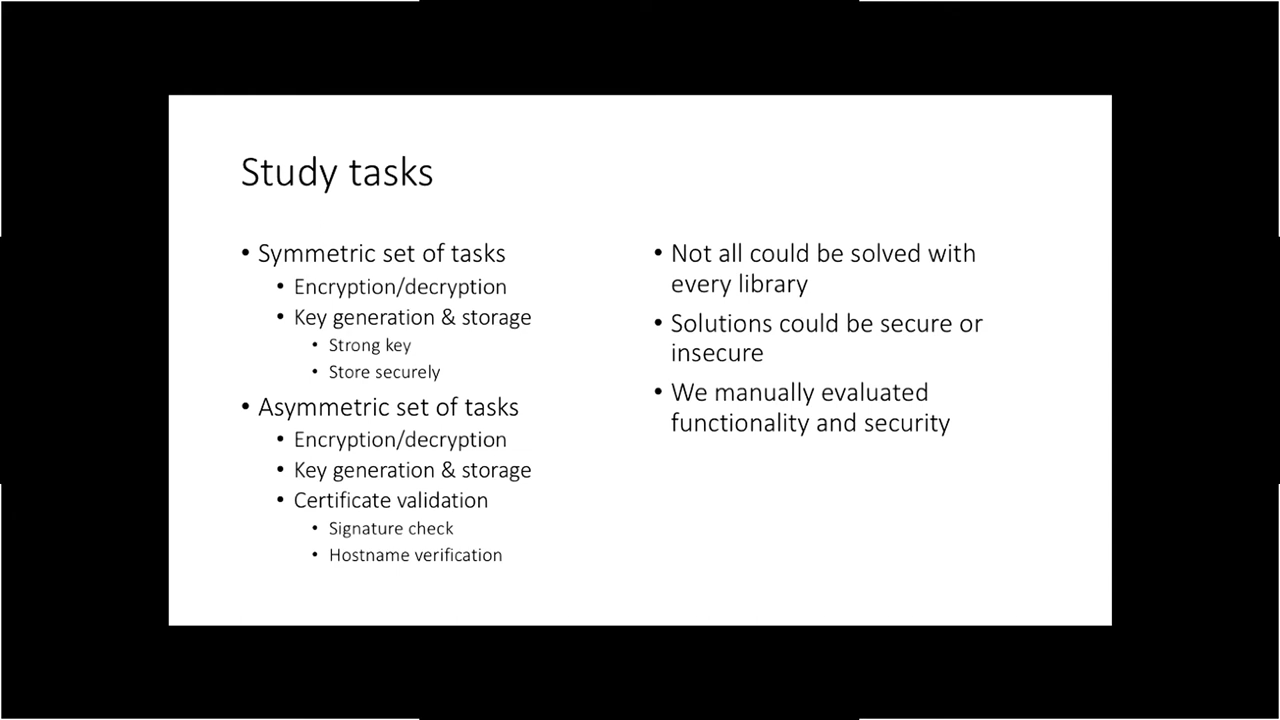 Study tasks
• Symmetric set of tasks
• Encryption/decryption
• Key generation & storage
• Strong key
• Store securely
• Asymmetric set of tasks
• Encryption/decryption
• Key generation & storage
• Certificate validation
• Signature check
• Hostname verification
• Not all could be solved with
every library
• Solutions could be secure or
insecure
• We manually evaluated
functionality and security